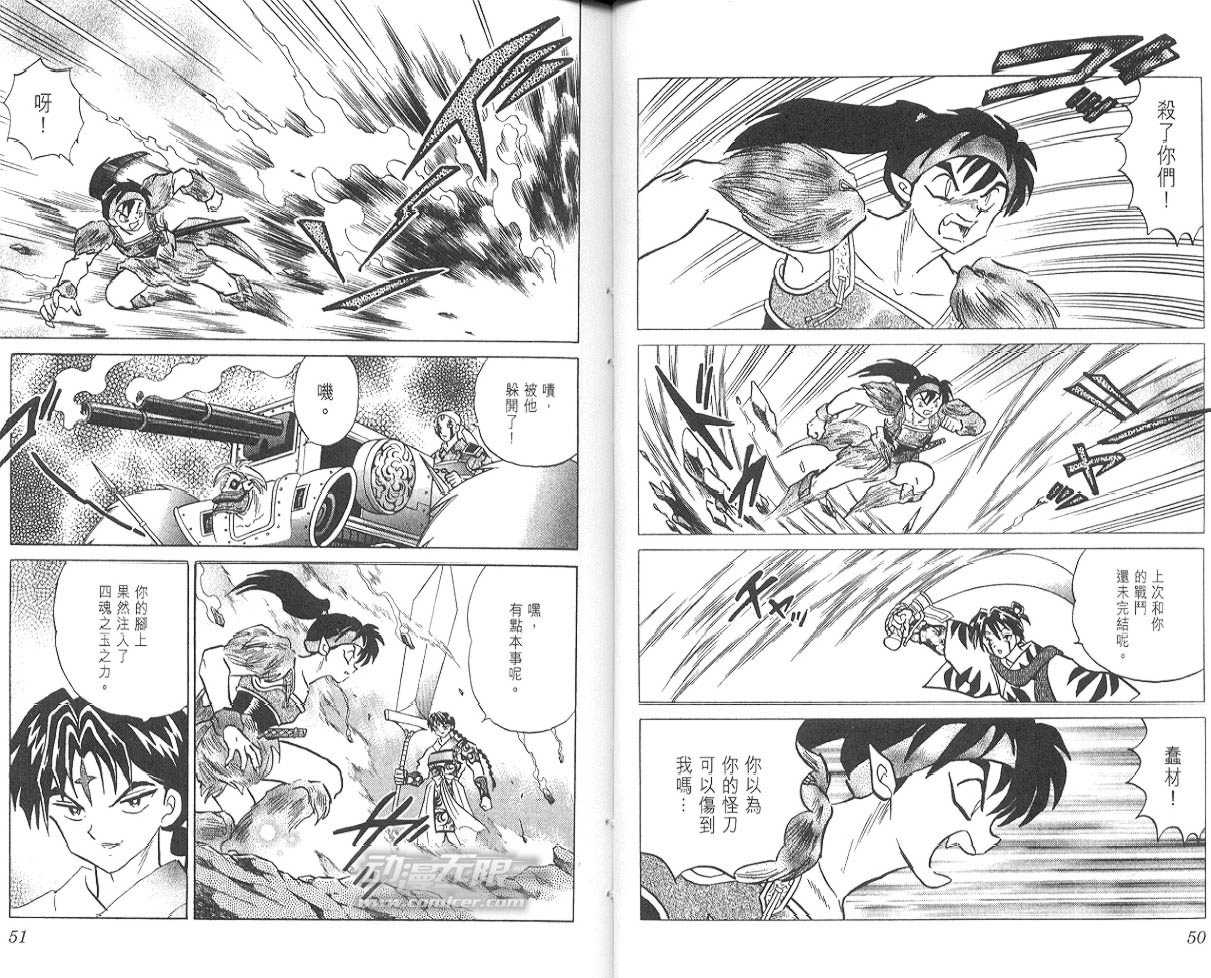 殺了你們！
上次和你
的戰鬥
還未完結呢。
蠢材！
你以為
你的怪刀
可以傷到
我嗎…
50
呀！
嘖，
被他
躲開了！
嘰。
嘿，
有點本事呢。
你的腳上
果然注入了
四魂之玉之力。
动漫无限
www.comicer.com
51